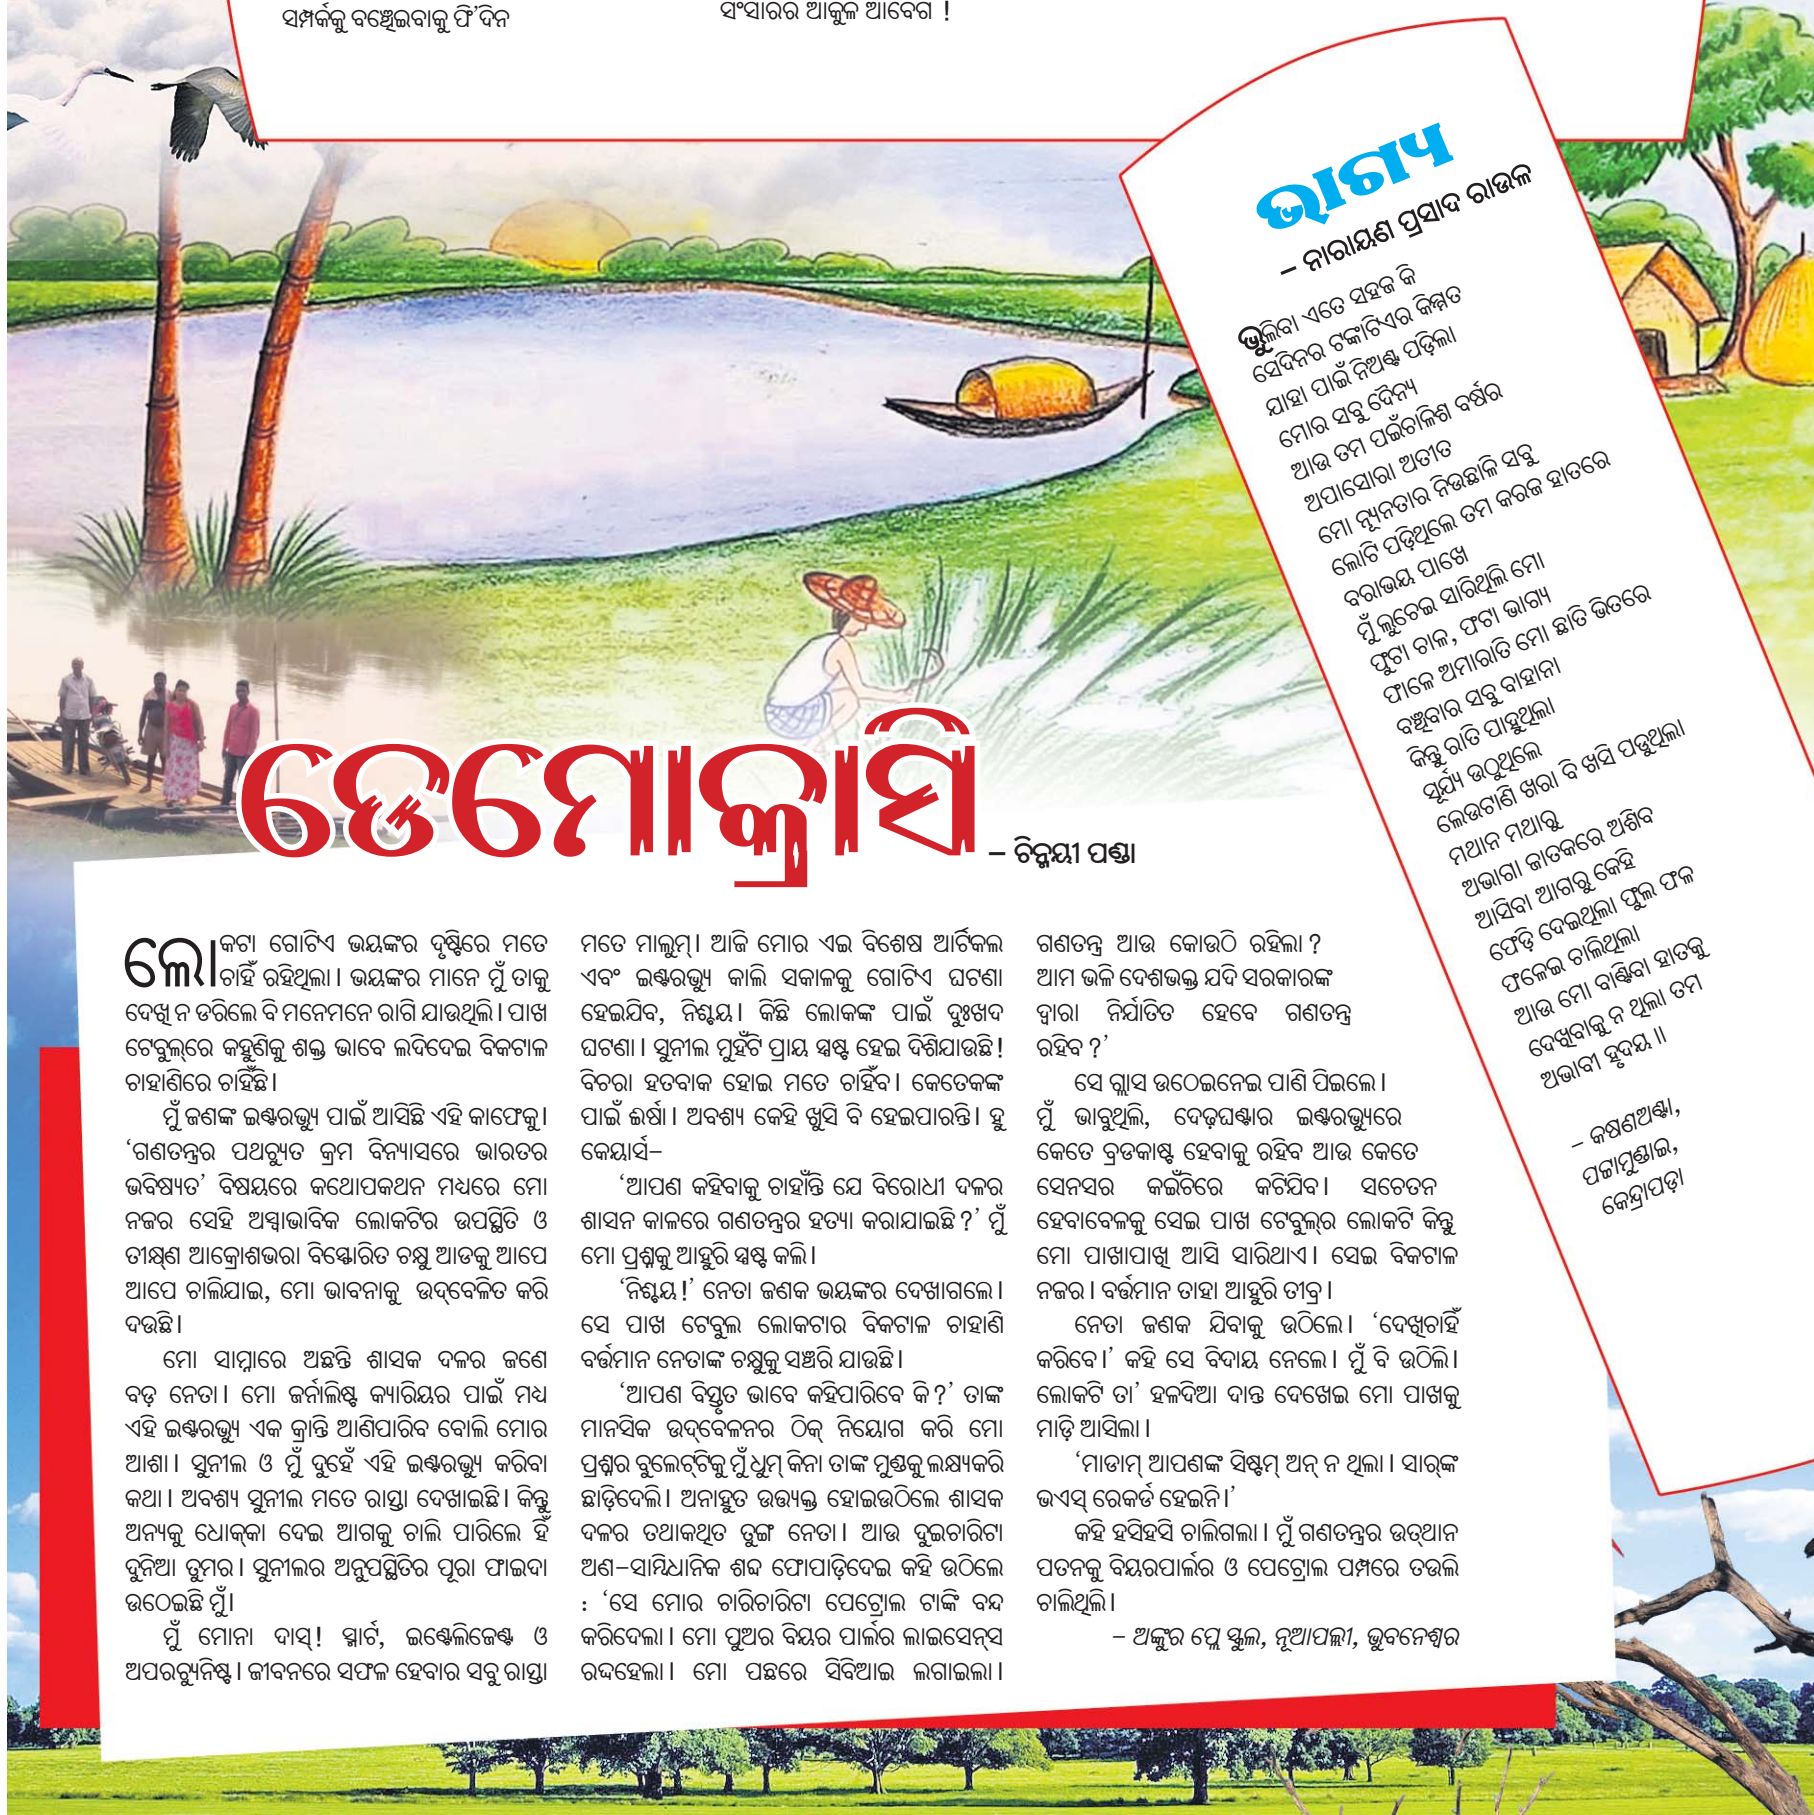 ସମ୍ପର୍କକୁ ବଞ୍ଚେଇବାକୁ ଫି'ଦିନ
ସଂସାରର ଆକୁଳ ଆବେଗ !
ଭାଗ୍ୟ
– ନାରାୟଣ ପ୍ରସାଦ ରାଉଳ
ଭୁଲିବା ଏତେ ସହଜ କି
ସେଦିନର ଟଙ୍କାଟିଏର କିମ୍ମତ
ଯାହା ପାଇଁ ନିଅଣ୍ଟ ପଡ଼ିଲା
ମୋର ସବୁ ଦୈନ୍ୟ
ଆଉ ତମ ପଇଁଚାଳିଶ ବର୍ଷର
ଅପାସୋରା ଅତୀତ
ମୋ ନ୍ୟୂନତାର ନିଉଛାଳି ସବୁ
ଲୋଟି ପଡ଼ିଥିଲେ ତମ କରଜ ହାତରେ
ବରାଭୟ ପାଖେ
ମୁଁ ଲୁଚେଇ ସାରିଥିଲି ମୋ
ଫୁଟା ଚାଳ, ଫଟା ଭାଗ୍ୟ
ଫାଳେ ଅମାରାତି ମୋ ଛାତି ଭିତରେ
ବଞ୍ଚିବାର ସବୁ ବାହାନା
କିନ୍ତୁ ରାତି ପାହୁଥିଲା
ସୂର୍ଯ୍ୟ ଉଠୁଥିଲେ
ଲେଉଟାଣି ଖରା ବି ଖସି ପଡୁଥିଲା
ମଥାନ ମଥାରୁ
ଅଭାଗା ଜାତକରେ ଅଶିବ
ଆସିବା ଆଗରୁ କେହି
ଫେଡ଼ି ଦେଇଥିଲା ଫୁଲ ଫଳ
ଫଳେଇ ଚାଲିଥିଲା
ଆଉ ମୋ ବାଣ୍ଟିବା ହାତକୁ
ଦେଖିବାକୁ ନ ଥିଲା ତମ
ଅଭାବୀ ହୃଦୟ ॥
– କଷଣଅଣ୍ଟା,
ପଟ୍ଟାମୁଣ୍ଡାଇ,
କେନ୍ଦ୍ରାପଡ଼ା
ଡେମୋକ୍ରାସି
– ଚିନ୍ମୟୀ ପଣ୍ଡା
ଲୋକଟା ଗୋଟିଏ ଭୟଙ୍କର ଦୃଷ୍ଟିରେ ମତେ
ଚାହିଁ ରହିଥିଲା। ଭୟଙ୍କର ମାନେ ମୁଁ ତାକୁ
ଦେଖି ନ ଡରିଲେ ବି ମନେମନେ ରାଗି ଯାଉଥିଲି। ପାଖ
ଟେବୁଲ୍‌ରେ କହୁଣିକୁ ଶକ୍ତ ଭାବେ ଲଦିଦେଇ ବିକଟାଳ
ଚାହାଣିରେ ଚାହିଁଛି।
ମୁଁ ଜଣଙ୍କ ଇଣ୍ଟରଭ୍ୟୁ ପାଇଁ ଆସିଛି ଏହି କାଫେକୁ।
‘ଗଣତନ୍ତ୍ରର ପଥଚ୍ୟୁତ କ୍ରମ ବିନ୍ୟାସରେ ଭାରତର
ଭବିଷ୍ୟତ’ ବିଷୟରେ କଥୋପକଥନ ମଧ୍ୟରେ ମୋ
ନଜର ସେହି ଅସ୍ୱାଭାବିକ ଲୋକଟିର ଉପସ୍ଥିତି ଓ
ତୀକ୍ଷ୍ଣ ଆକ୍ରୋଶଭରା ବିସ୍ଫୋରିତ ଚକ୍ଷୁ ଆଡକୁ ଆପେ
ଆପେ ଚାଲିଯାଇ, ମୋ ଭାବନାକୁ ଉଦ୍‌ବେଳିତ କରି
ଦଉଛି।
ମୋ ସାମ୍ନାରେ ଅଛନ୍ତି ଶାସକ ଦଳର ଜଣେ
ବଡ଼ ନେତା। ମୋ ଜର୍ନାଲିଷ୍ଟ କ୍ୟାରିୟର ପାଇଁ ମଧ୍ୟ
ଏହି ଇଣ୍ଟରଭ୍ୟୁ ଏକ କ୍ରାନ୍ତି ଆଣିପାରିବ ବୋଲି ମୋର
ଆଶା। ସୁନୀଲ ଓ ମୁଁ ଦୁହେଁ ଏହି ଇଣ୍ଟରଭ୍ୟୁ କରିବା
କଥା। ଅବଶ୍ୟ ସୁନୀଲ ମତେ ରାସ୍ତା ଦେଖାଇଛି। କିନ୍ତୁ
ଅନ୍ୟକୁ ଧୋକ୍‌କା ଦେଇ ଆଗକୁ ଚାଲି ପାରିଲେ ହିଁ
ଦୁନିଆ ତୁମର। ସୁନୀଲର ଅନୁପସ୍ଥିତିର ପୂରା ଫାଇଦା
ଉଠେଇଛି ମୁଁ।
ମୁଁ ମୋନା ଦାସ୍! ସ୍ମାର୍ଟ, ଇଣ୍ଟେଲିଜେଣ୍ଟ ଓ
ଅପରଚ୍ୟୁନିଷ୍ଟ। ଜୀବନରେ ସଫଳ ହେବାର ସବୁ ରାସ୍ତା
ମତେ ମାଲୁମ୍। ଆଜି ମୋର ଏଇ ବିଶେଷ ଆର୍ଟିକଲ
ଏବଂ ଇଣ୍ଟରଭ୍ୟୁ କାଲି ସକାଳକୁ ଗୋଟିଏ ଘଟଣା
ହେଇଯିବ, ନିଶ୍ଚୟ। କିଛି ଲୋକଙ୍କ ପାଇଁ ଦୁଃଖଦ
ଘଟଣା। ସୁନୀଲ ମୁହଁଟି ପ୍ରାୟ ସ୍ପଷ୍ଟ ହେଇ ଦିଶିଯାଉଛି!
ବିଚରା ହତବାକ ହୋଇ ମତେ ଚାହିଁବ। କେତେକଙ୍କ
ପାଇଁ ଈର୍ଷା। ଅବଶ୍ୟ କେହି ଖୁସି ବି ହେଇପାରନ୍ତି। ହୁ
କେୟାର୍ସ–
‘ଆପଣ କହିବାକୁ ଚାହାଁନ୍ତି ଯେ ବିରୋଧୀ ଦଳର
ଶାସନ କାଳରେ ଗଣତନ୍ତ୍ରର ହତ୍ୟା କରାଯାଇଛି ?’ ମୁଁ
ମୋ ପ୍ରଶ୍ନକୁ ଆହୁରି ସ୍ପଷ୍ଟ କଲି।
‘ନିଶ୍ଚୟ!’ ନେତା ଜଣକ ଭୟଙ୍କର ଦେଖାଗଲେ।
ସେ ପାଖ ଟେବୁଲ ଲୋକଟାର ବିକଟାଳ ଚାହାଣି
ବର୍ତ୍ତମାନ ନେତାଙ୍କ ଚକ୍ଷୁକୁ ସଞ୍ଚରି ଯାଉଛି।
‘ଆପଣ ବିସ୍ତୃତ ଭାବେ କହିପାରିବେ କି ?’ ତାଙ୍କ
ମାନସିକ ଉଦ୍‌ବେଳନର ଠିକ୍ ନିୟୋଗ କରି ମୋ
ପ୍ରଶ୍ନର ବୁଲେଟ୍‌ଟିକୁ ମୁଁ ଧୁମ୍ କିନା ତାଙ୍କ ମୁଣ୍ଡକୁ ଲକ୍ଷ୍ୟକରି
ଛାଡ଼ିଦେଲି। ଅନାହୁତ ଉତ୍ତ୍ୟକ୍ତ ହୋଇଉଠିଲେ ଶାସକ
ଦଳର ତଥାକଥିତ ତୁଙ୍ଗ ନେତା। ଆଉ ଦୁଇଚାରିଟା
ଅଣ–ସାମ୍ବିଧାନିକ ଶବ୍ଦ ଫୋପାଡ଼ିଦେଇ କହି ଉଠିଲେ
: ‘ସେ ମୋର ଚାରିଚାରିଟା ପେଟ୍ରୋଲ ଟାଙ୍କି ବନ୍ଦ
କରିଦେଲା। ମୋ ପୁଅର ବିୟର ପାର୍ଲର ଲାଇସେନ୍‌ସ
ରଦ୍ଦହେଲା। ମୋ ପଛରେ ସିବିଆଇ ଲଗାଇଲା।
ଗଣତନ୍ତ୍ର ଆଉ କୋଉଠି ରହିଲା ?
ଆମ ଭଳି ଦେଶଭକ୍ତ ଯଦି ସରକାରଙ୍କ
ଦ୍ୱାରା ନିର୍ଯାତିତ ହେବେ ଗଣତନ୍ତ୍ର
ରହିବ ?’
ସେ ଗ୍ଲାସ ଉଠେଇନେଇ ପାଣି ପିଇଲେ।
ମୁଁ ଭାବୁଥିଲି, ଦେଢ଼ଘଣ୍ଟାର ଇଣ୍ଟରଭ୍ୟୁରେ
କେତେ ବ୍ରଡକାଷ୍ଟ ହେବାକୁ ରହିବ ଆଉ କେତେ
ସେନସର କଇଁଚିରେ କଟିଯିବ। ସଚେତନ
ହେବାବେଳକୁ ସେଇ ପାଖ ଟେବୁଲ୍‌ର ଲୋକଟି କିନ୍ତୁ
ମୋ ପାଖାପାଖି ଆସି ସାରିଥାଏ। ସେଇ ବିକଟାଳ
ନଜର। ବର୍ତ୍ତମାନ ତାହା ଆହୁରି ତୀବ୍ର।
ନେତା ଜଣକ ଯିବାକୁ ଉଠିଲେ। ‘ଦେଖିଚାହିଁ
କରିବେ।’ କହି ସେ ବିଦାୟ ନେଲେ। ମୁଁ ବି ଉଠିଲି।
ଲୋକଟି ତା’ ହଳଦିଆ ଦାନ୍ତ ଦେଖେଇ ମୋ ପାଖକୁ
ମାଡ଼ି ଆସିଲା।
‘ମାଡାମ୍ ଆପଣଙ୍କ ସିଷ୍ଟମ୍ ଅନ୍ ନ ଥିଲା। ସାର୍‌ଙ୍କ
ଭଏସ୍ ରେକର୍ଡ ହେଇନି।’
କହି ହସିହସି ଚାଲିଗଲା। ମୁଁ ଗଣତନ୍ତ୍ରର ଉତ୍‌ଥାନ
ପତନକୁ ବିୟରପାର୍ଲର ଓ ପେଟ୍ରୋଲ ପମ୍ପରେ ତଉଲି
ଚାଲିଥିଲି।
– ଅଙ୍କୁର ପ୍ଲେ ସ୍କୁଲ, ନୂଆପଲ୍ଲୀ, ଭୁବନେଶ୍ୱର